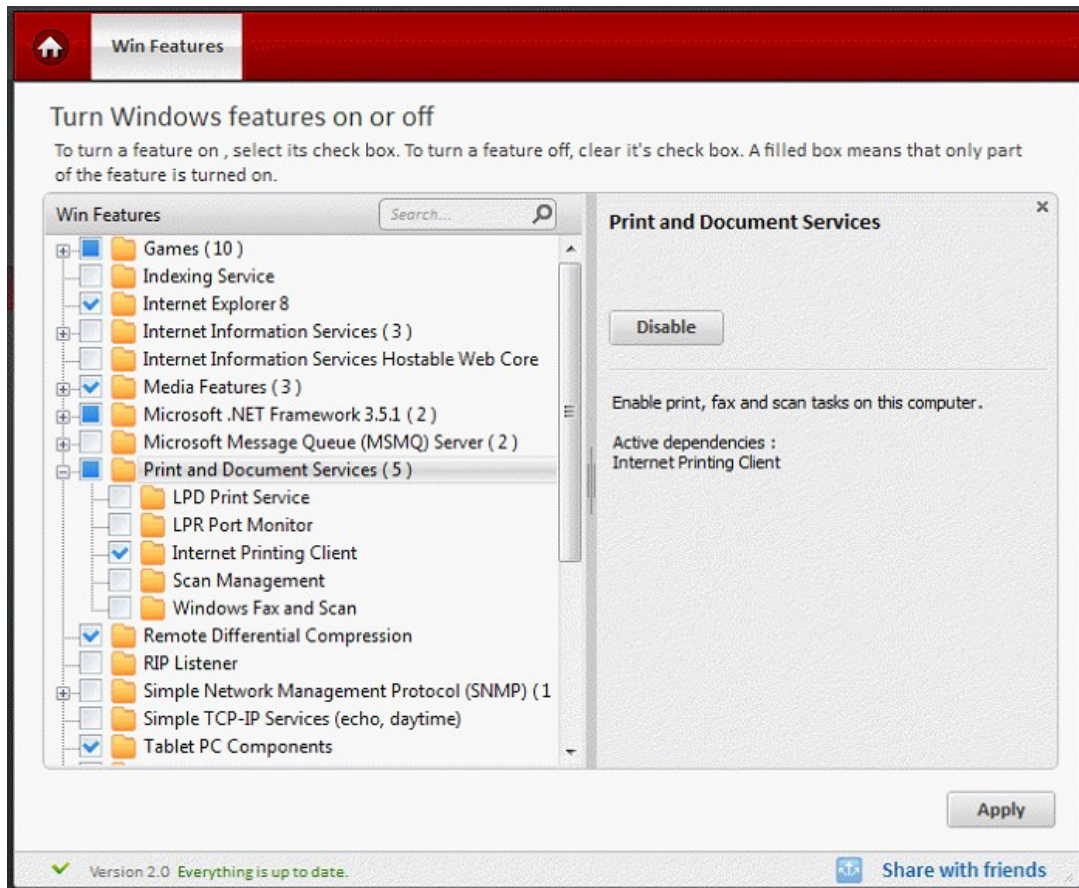 Win Features
Turn Windows features on or off
To turn a feature on , select its check box. To turn a feature off, clear it's check box. A filled box means that only part
of the feature is turned on.
Win Features
Search...
Games ( 10 )
Indexing Service
Internet Explorer 8
Internet Information Services ( 3 )
Internet Information Services Hostable Web Core
Media Features ( 3 )
Microsoft .NET Framework 3.5.1 ( 2 )
Microsoft Message Queue (MSMQ) Server ( 2 )
Print and Document Services ( 5 )
LPD Print Service
LPR Port Monitor
Internet Printing Client
Scan Management
Windows Fax and Scan
Remote Differential Compression
RIP Listener
Simple Network Management Protocol (SNMP) (1
Simple TCP-IP Services (echo, daytime)
Tablet PC Components
Print and Document Services
Disable
Enable print, fax and scan tasks on this computer.
Active dependencies :
Internet Printing Client
Apply
Version 2.0 Everything is up to date.
Share with friends